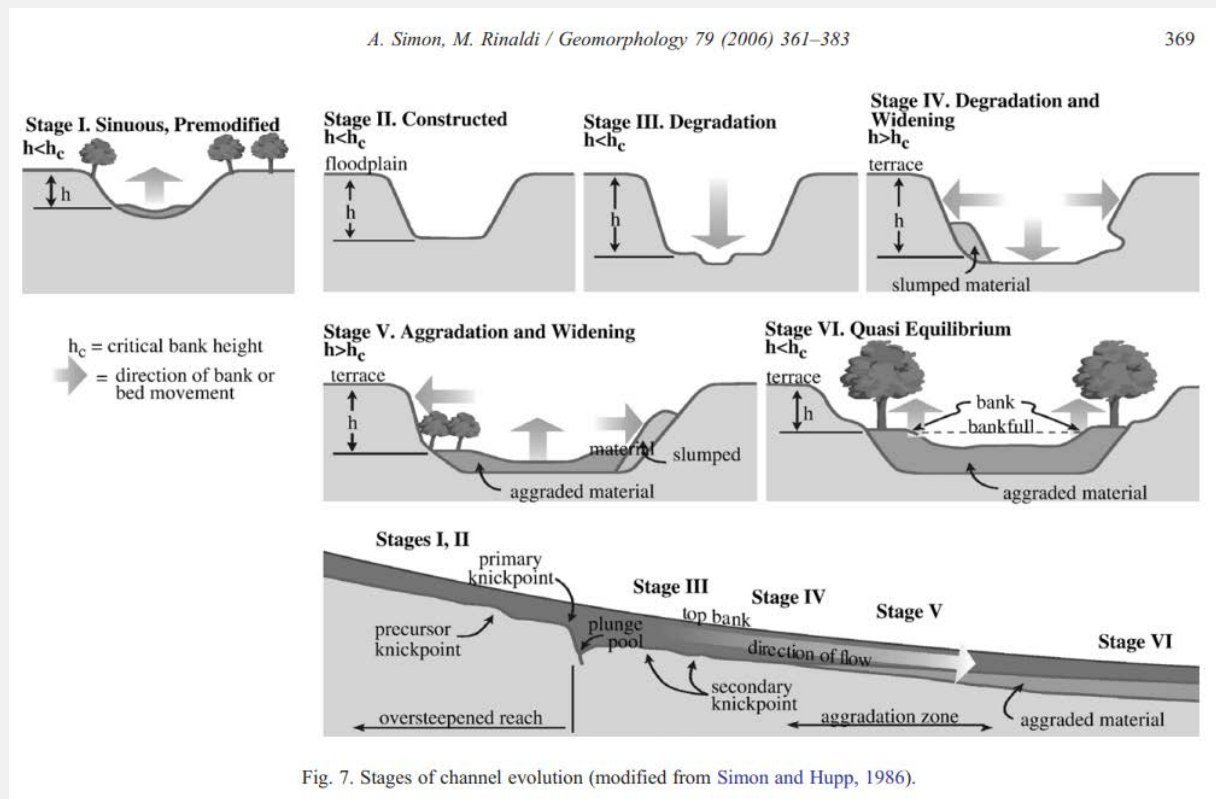 A. Simon, M. Rinaldi / Geomorphology 79 (2006) 361–383
369
Stage I. Sinuous, Premodified
h<hc
h
Stage II. Constructed
h<hc
floodplain
h
Stage III. Degradation
h<hc
h
Stage IV. Degradation and
Widening
h>hc
terrace
h
slumped material
hc = critical bank height
= direction of bank or
bed movement
Stage V. Aggradation and Widening
h>hc
terrace
h
material
slumped
aggraded material
Stage VI. Quasi Equilibrium
h<hc
terrace
h
bank
bankfull
aggraded material
Stages I, II
primary
knickpoint
precursor
knickpoint
plunge
pool
Stage III
top bank
Stage IV
Stage V
Stage VI
direction of flow
secondary
knickpoint
oversteepened reach
aggradation zone
aggraded material
Fig. 7. Stages of channel evolution (modified from Simon and Hupp, 1986).